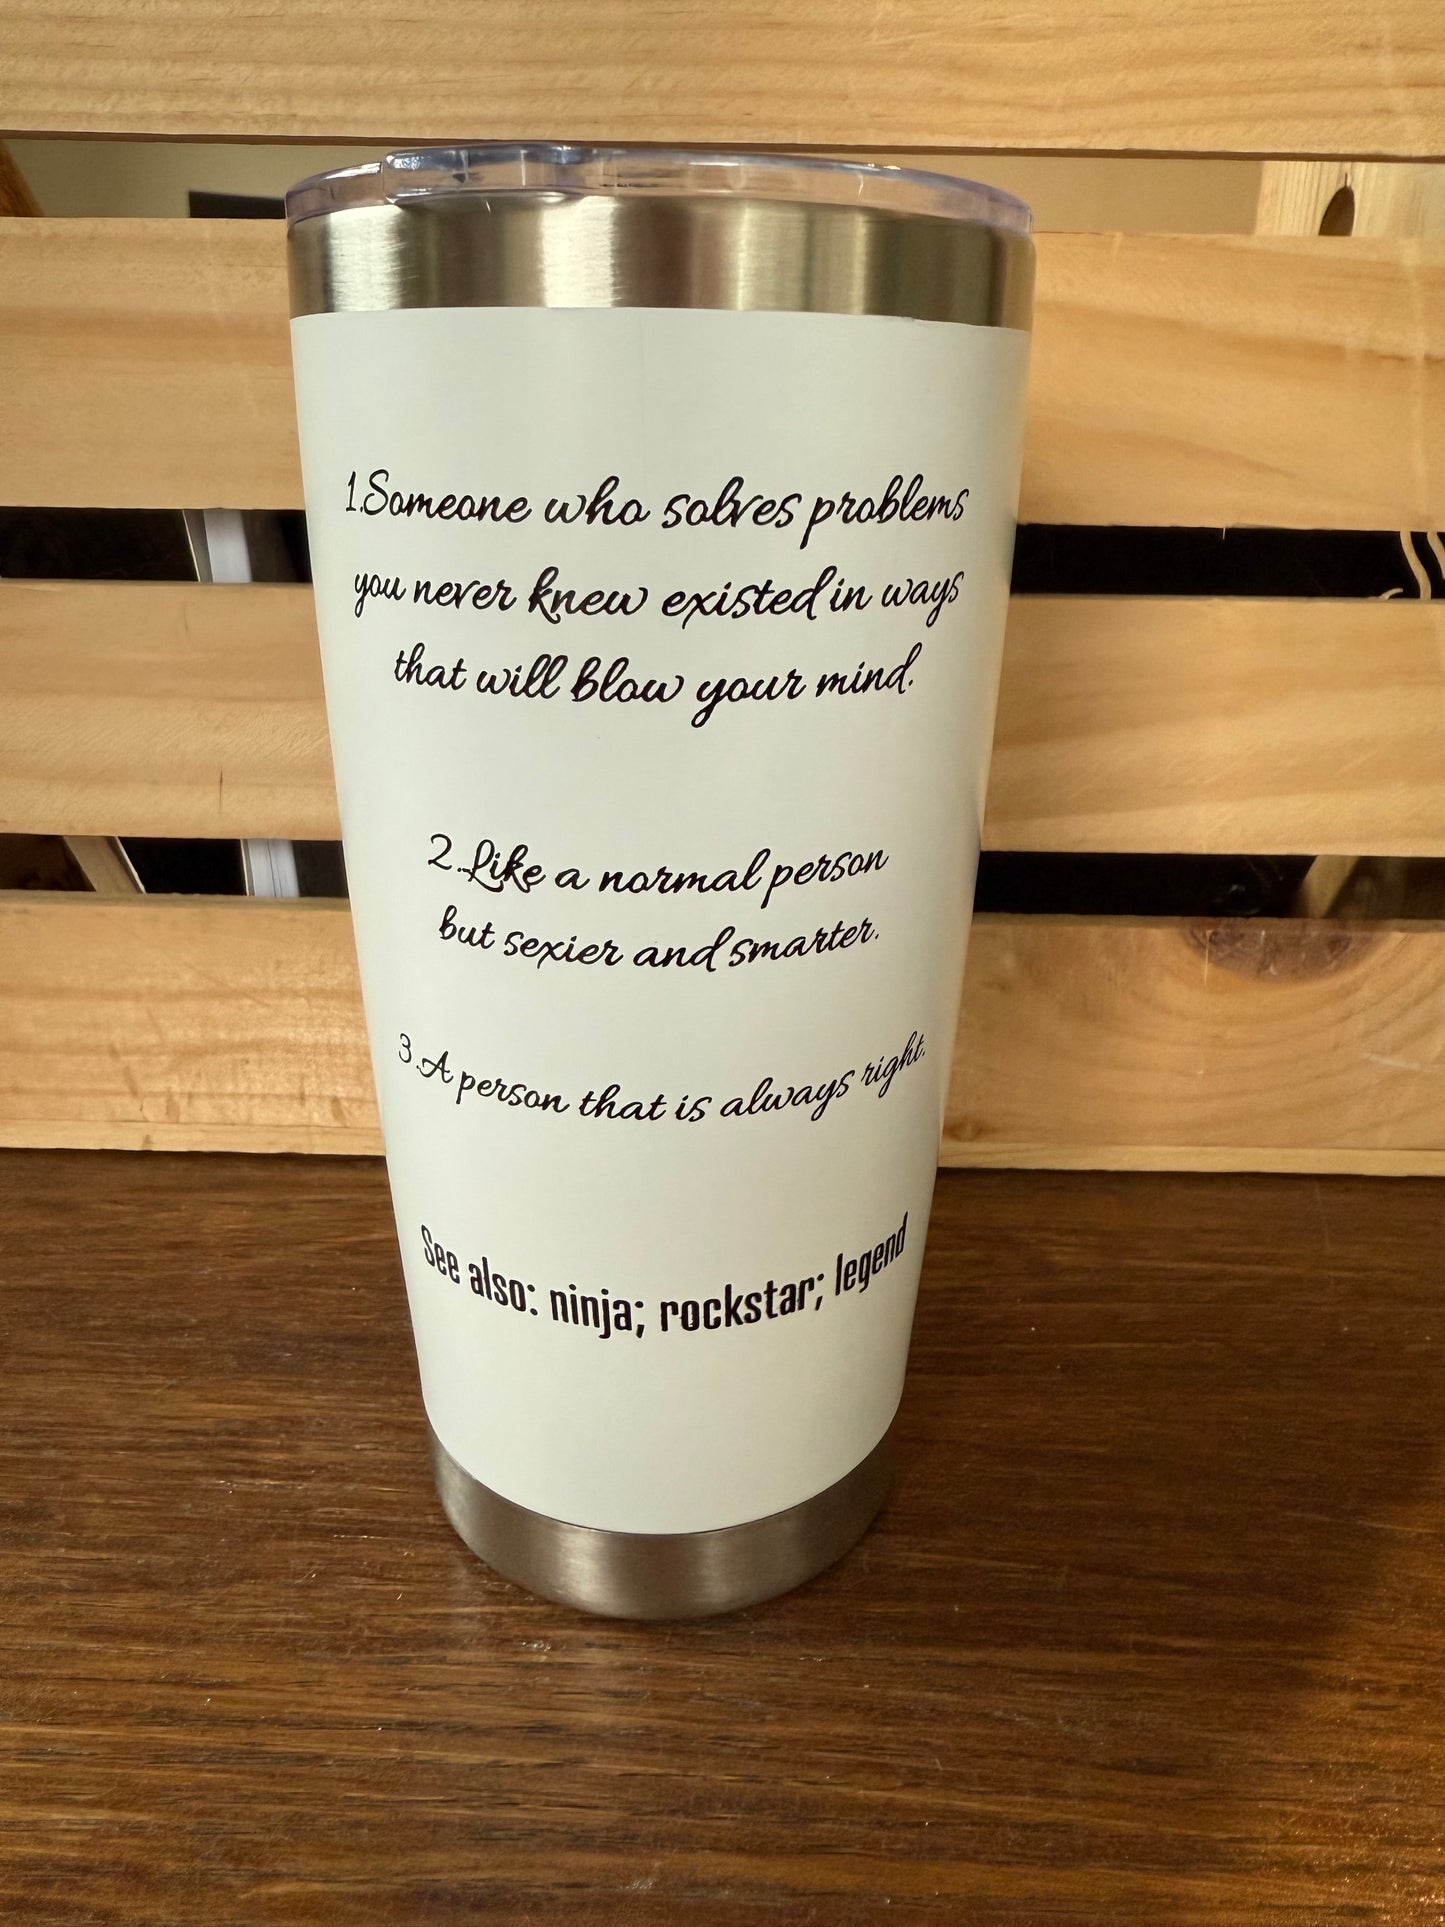 1.Someone who solves problems
you never knew existed in ways
that will blow your mind.
2.Like a normal person
but sexier and smarter.
3.A person that is always right.
See also: ninja; rockstar; legend